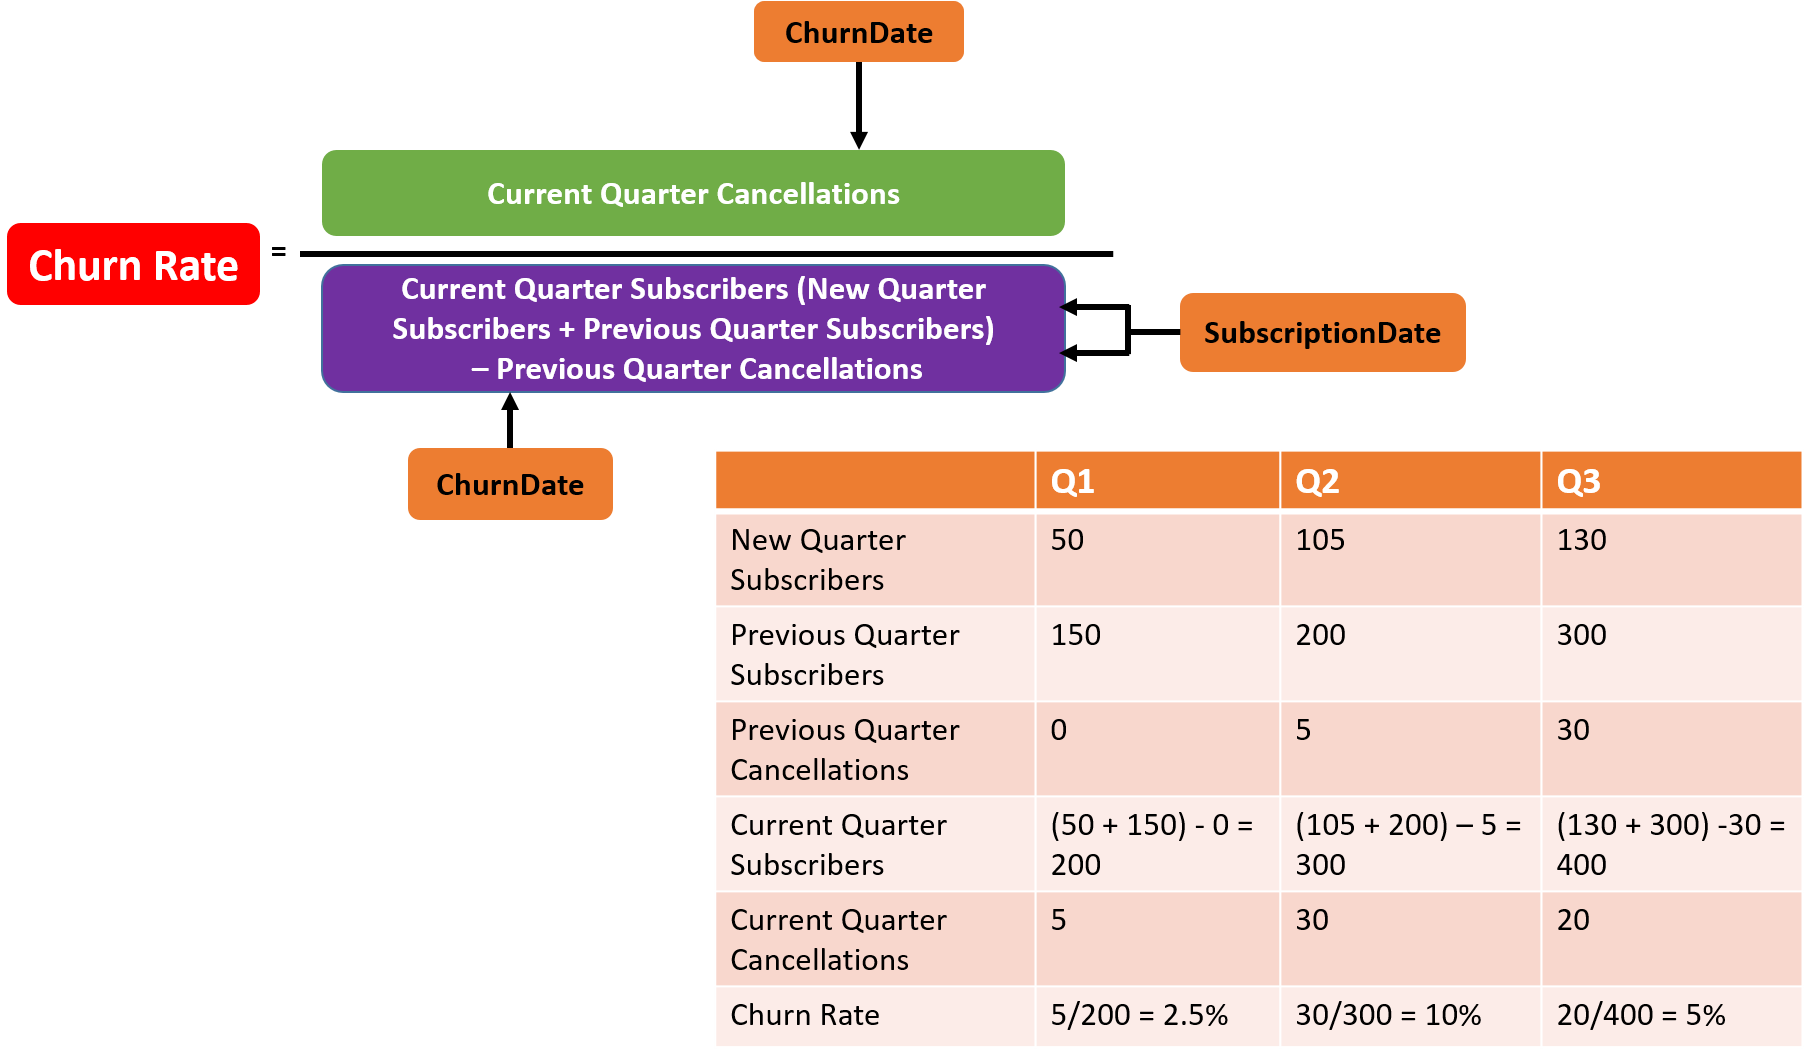 ChurnDate
Current Quarter Cancellations
Churn Rate
=
Current Quarter Subscribers (New Quarter
Subscribers + Previous Quarter Subscribers)
– Previous Quarter Cancellations
SubscriptionDate
ChurnDate
Q1 Q2 Q3
New Quarter
Subscribers
50 105 130
Previous Quarter
Subscribers
150 200 300
Previous Quarter
Cancellations
0 5 30
Current Quarter
Subscribers
(50 + 150) - 0 =
200
(105 + 200) – 5 =
300
(130 + 300) -30 =
400
Current Quarter
Cancellations
5 30 20
Churn Rate 5/200 = 2.5% 30/300 = 10% 20/400 = 5%